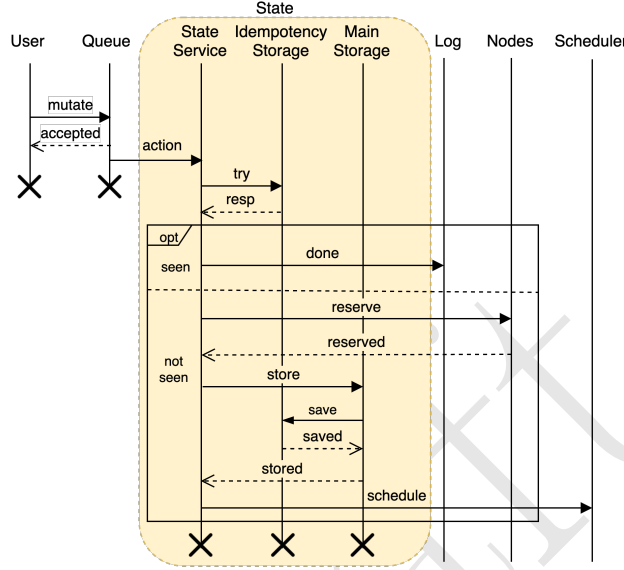 State
User
Queue
State
Service
Idempotency
Storage
Main
Storage
Log
Nodes
Scheduler
mutate
accepted
action
try
resp
opt
seen
done
reserve
reserved
not
seen
store
save
saved
stored
schedule